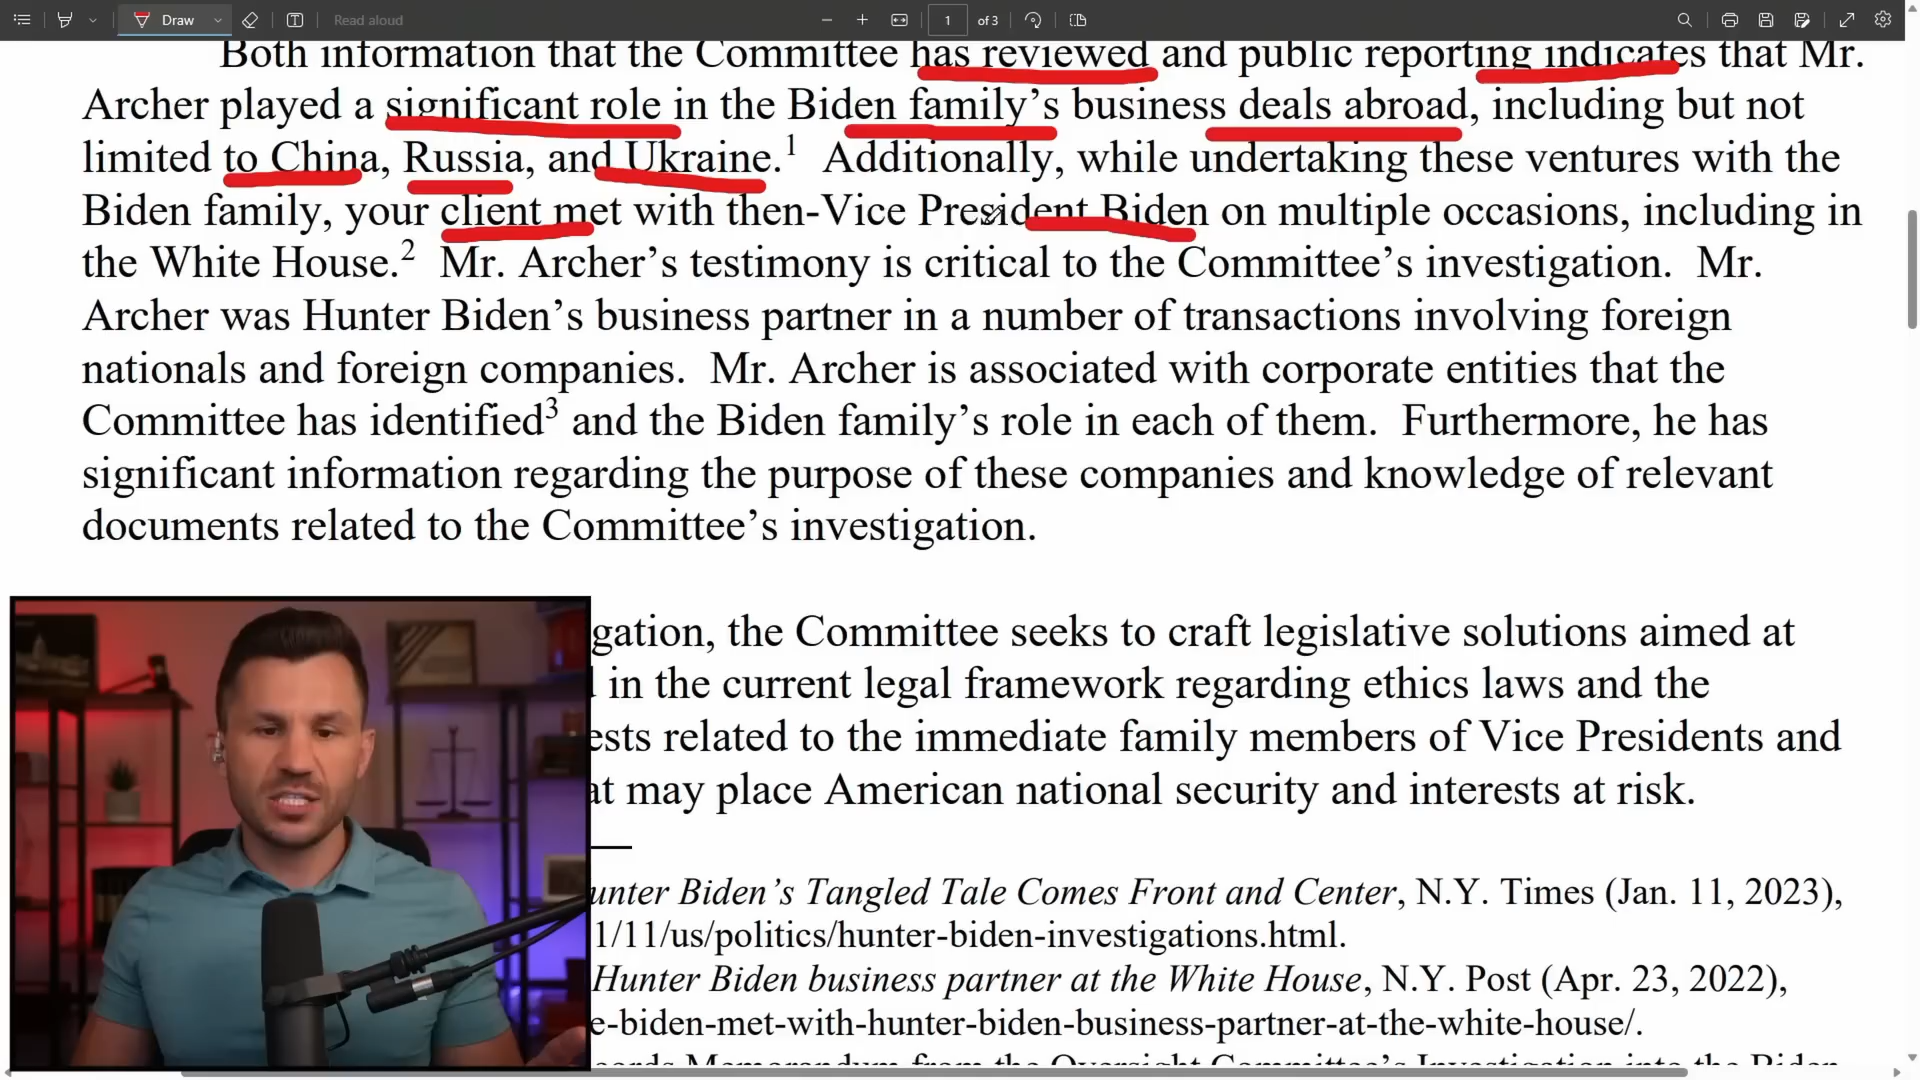 Draw
Read aloud
1 of 3
Both information that the Committee has reviewed and public reporting indicates that Mr.
Archer played a significant role in the Biden family’s business deals abroad, including but not
limited to China, Russia, and Ukraine.1 Additionally, while undertaking these ventures with the
Biden family, your client met with then-Vice President Biden on multiple occasions, including in
the White House.2 Mr. Archer’s testimony is critical to the Committee’s investigation. Mr.
Archer was Hunter Biden’s business partner in a number of transactions involving foreign
nationals and foreign companies. Mr. Archer is associated with corporate entities that the
Committee has identified3 and the Biden family’s role in each of them. Furthermore, he has
significant information regarding the purpose of these companies and knowledge of relevant
documents related to the Committee’s investigation.
gation, the Committee seeks to craft legislative solutions aimed at
in the current legal framework regarding ethics laws and the
ests related to the immediate family members of Vice Presidents and
at may place American national security and interests at risk.
unter Biden’s Tangled Tale Comes Front and Center, N.Y. Times (Jan. 11, 2023),
1/11/us/politics/hunter-biden-investigations.html.
Hunter Biden business partner at the White House, N.Y. Post (Apr. 23, 2022),
e-biden-met-with-hunter-biden-business-partner-at-the-white-house/.
ords Memorandum from the Oversight Committee’s Investigation into the Biden